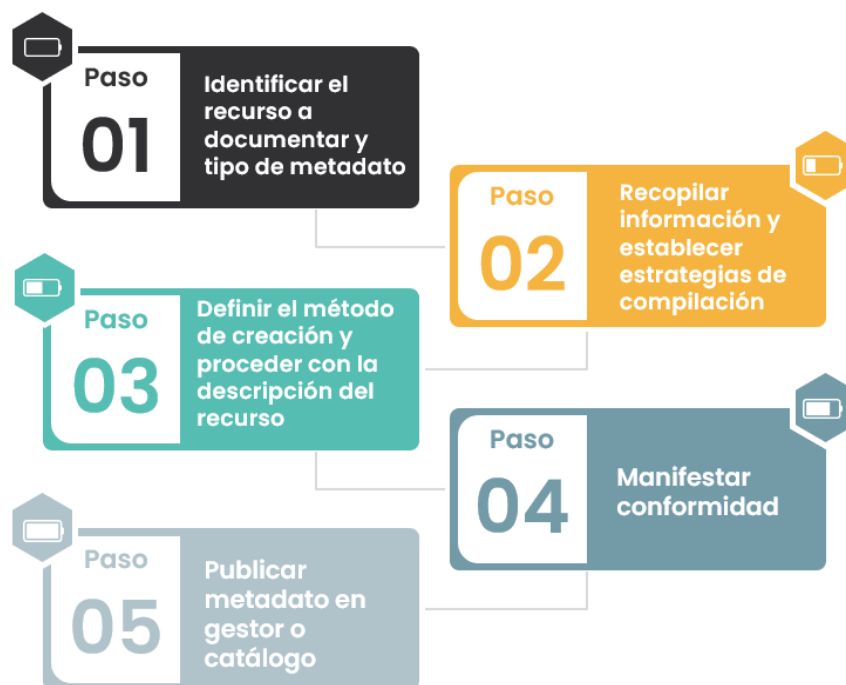 Paso
01
Identificar el
recurso a
documentar y
tipo de metadato
Paso
02
Recopilar
información y
establecer
estrategias de
compilación
Paso
03
Definir el método
de creación y
proceder con la
descripción del
recurso
Paso
04
Manifestar
conformidad
Paso
05
Publicar
metadato en
gestor o
catálogo